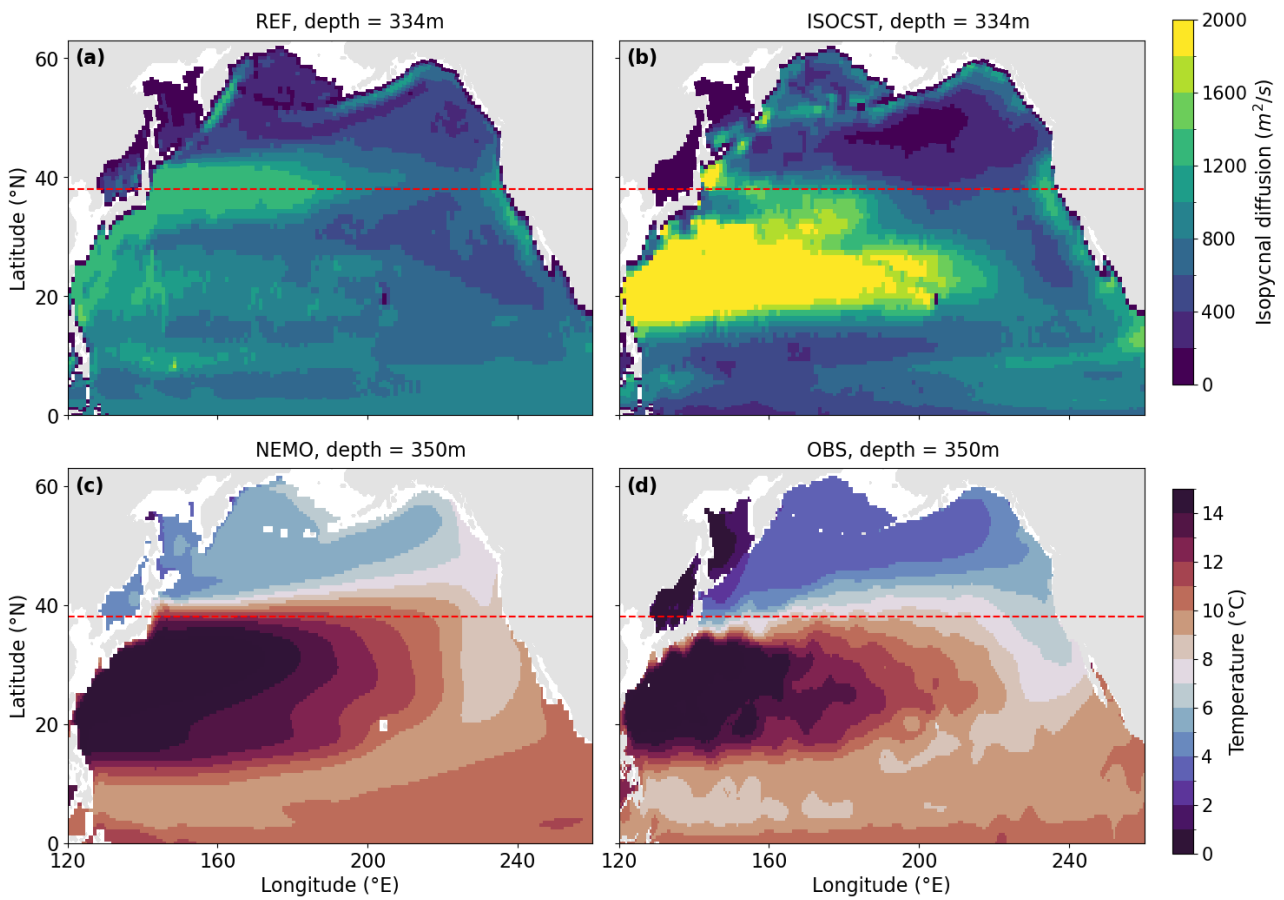 REF, depth = 334m
ISOCST, depth = 334m
(a)
(b)
60
40
20
0
Latitude (°N)
2000
1600
1200
800
400
0
Isopycnal diffusion (m²/s)
NEMO, depth = 350m
OBS, depth = 350m
(c)
(d)
60
40
20
0
Latitude (°N)
120
160
200
240
Longitude (°E)
120
160
200
240
Longitude (°E)
14
12
10
8
6
4
2
0
Temperature (°C)